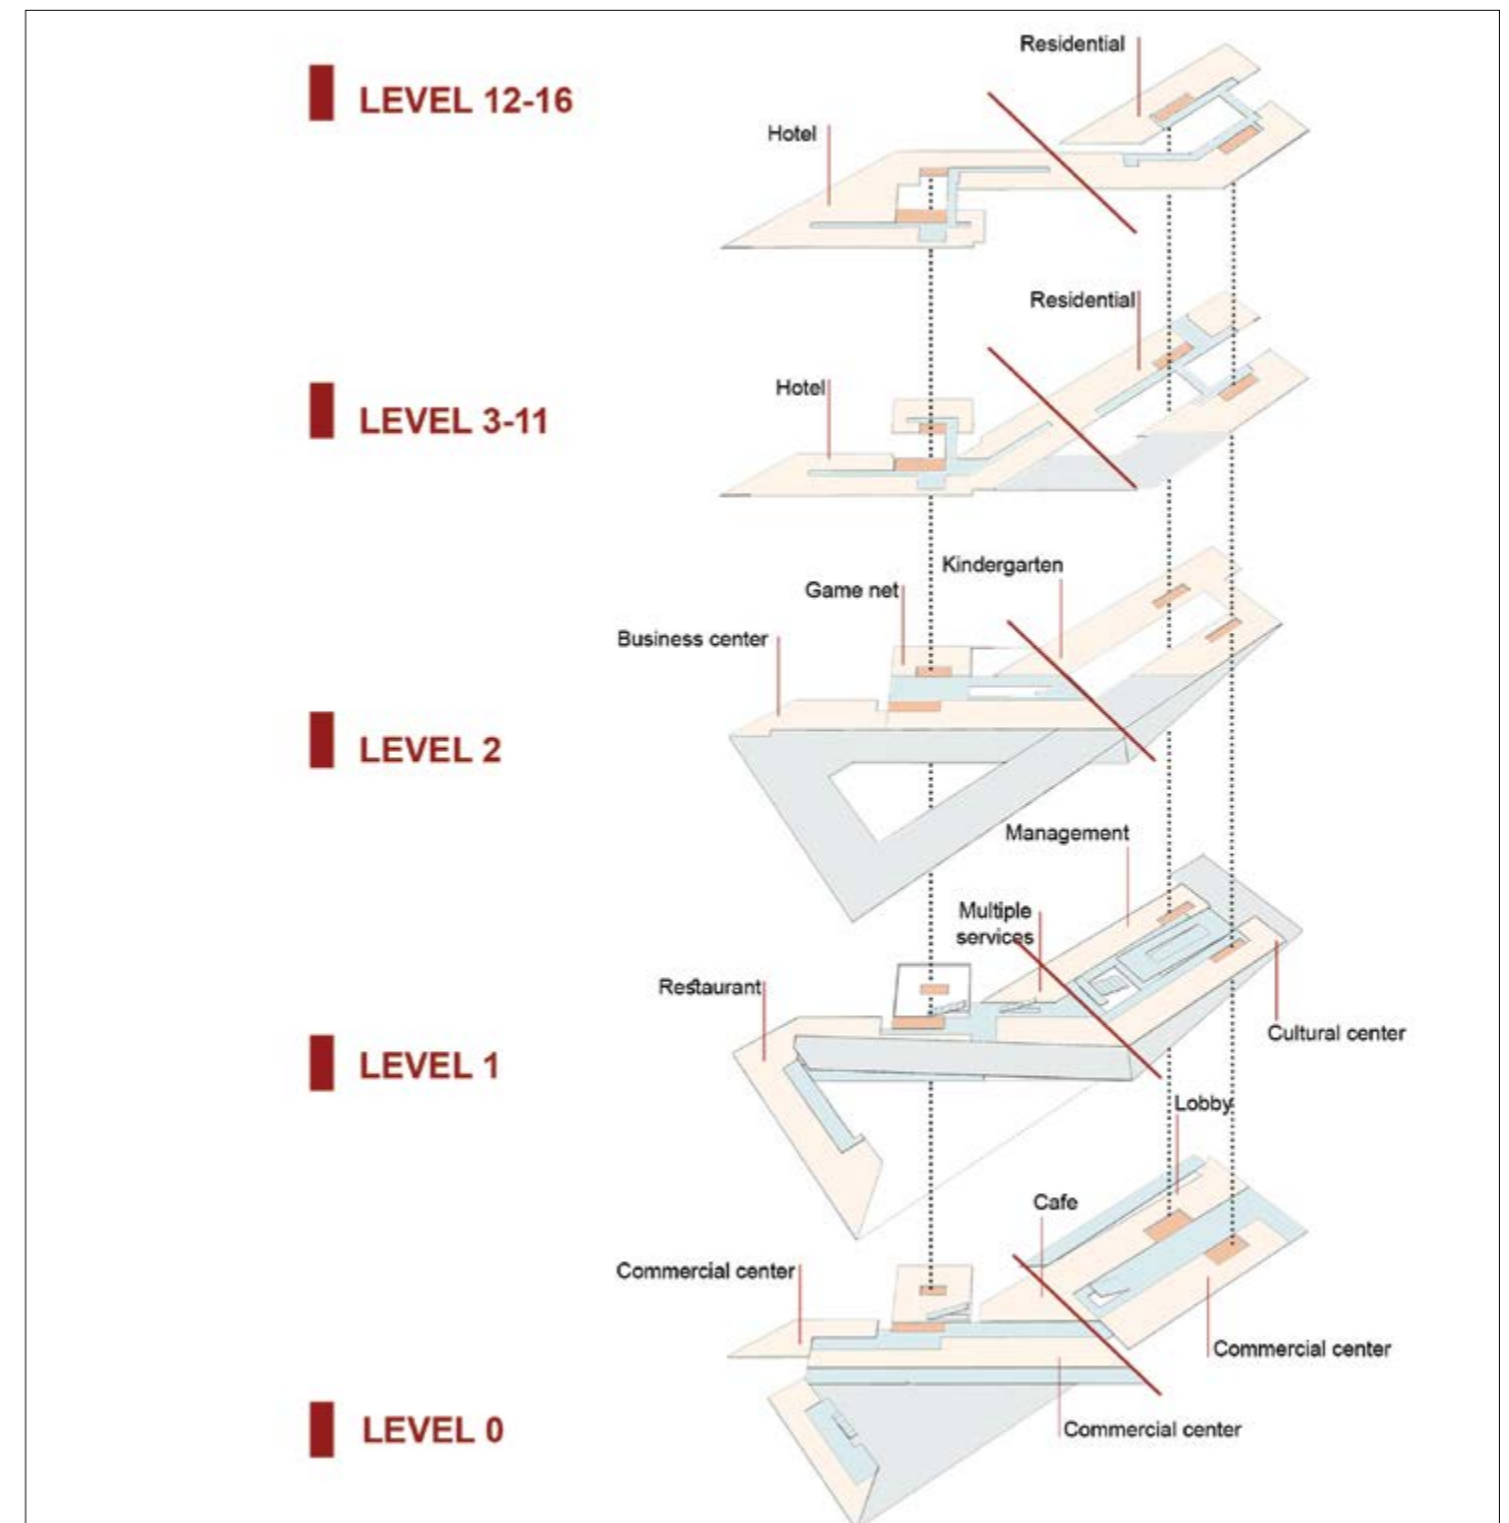 Residential
LEVEL 12-16
Hotel
Residential
Hotel
LEVEL 3-11
Kindergarten
Game net
Business center
LEVEL 2
Management
Multiple
services
Restaurant
Cultural center
LEVEL 1
Lobby
Cafe
Commercial center
Commercial center
LEVEL 0
Commercial center